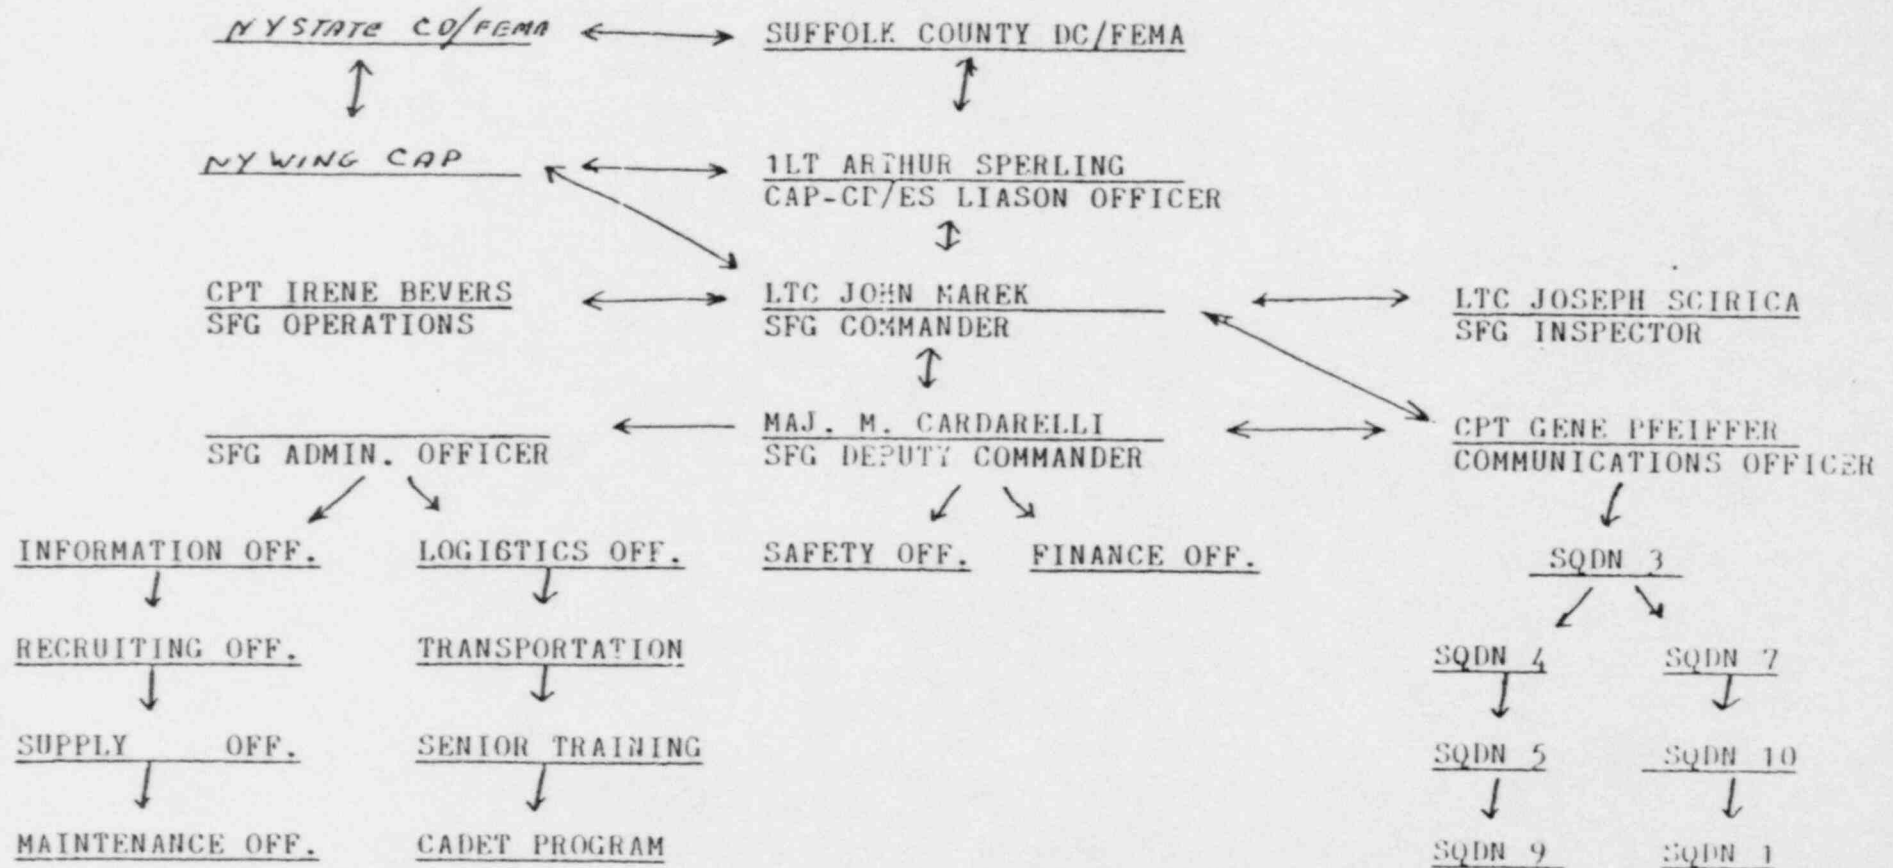 NY STATE CD/FEMA
SUFFOLK COUNTY DC/FEMA
NY WING CAP
1LT ARTHUR SPERLING
CAP-CD/ES LIASON OFFICER
CPT IRENE BEVERS
SFG OPERATIONS
LTC JOHN MAREK
SFG COMMANDER
LTC JOSEPH SCIRICA
SFG INSPECTOR
SFG ADMIN. OFFICER
MAJ. M. CARDARELLI
SFG DEPUTY COMMANDER
CPT GENE PFEIFFER
COMMUNICATIONS OFFICER
INFORMATION OFF.
LOGISTICS OFF.
SAFETY OFF.
FINANCE OFF.
SQDN 3
RECRUITING OFF.
TRANSPORTATION
SQDN 4
SQDN 7
SUPPLY OFF.
SENIOR TRAINING
SQDN 5
SQDN 10
MAINTENANCE OFF.
CADET PROGRAM
SQDN 9
SQDN 1